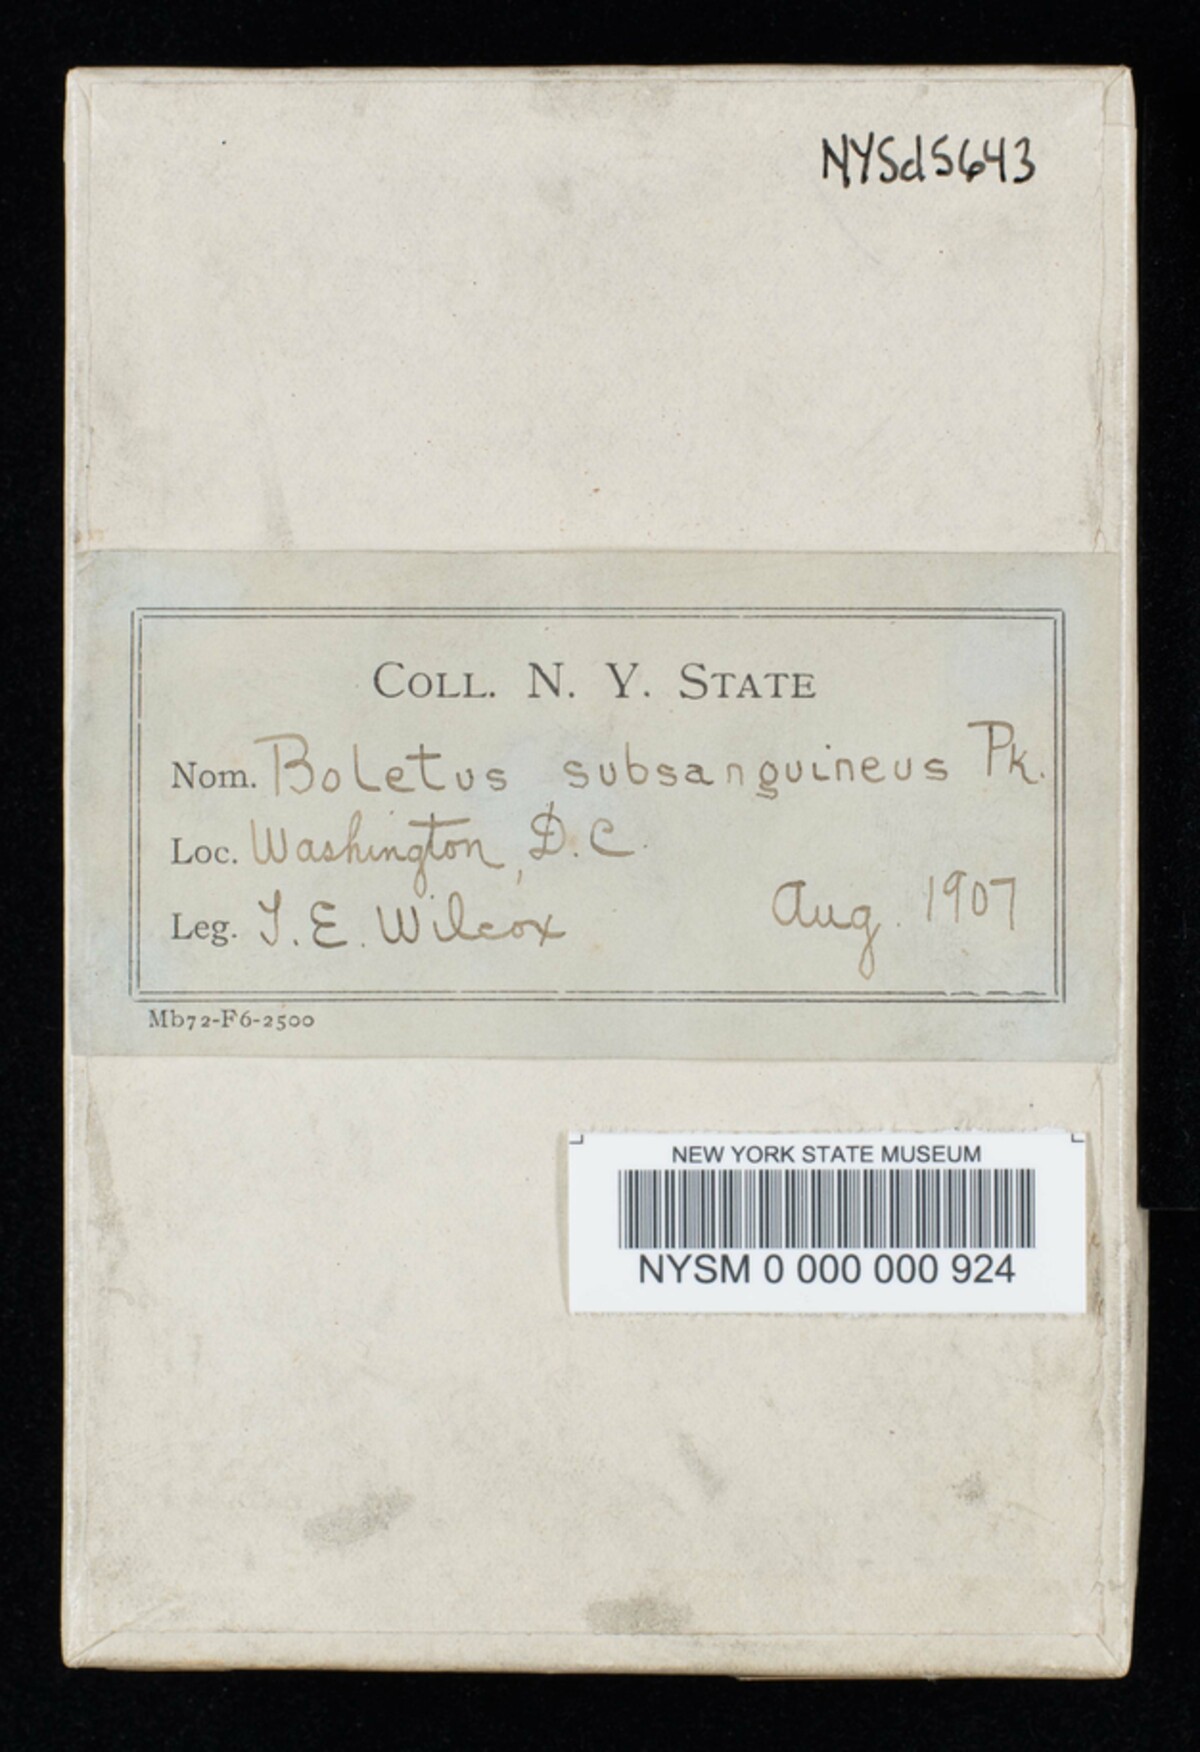 NYSd5643
COLL. N. Y. STATE
Nom. Boletus subsanguineus Pk.
Loc. Washington, D.C.
Leg. T. E. Wilcox Aug. 1907
Mb72-F6-2500
NEW YORK STATE MUSEUM
NYSM 0 000 000 924